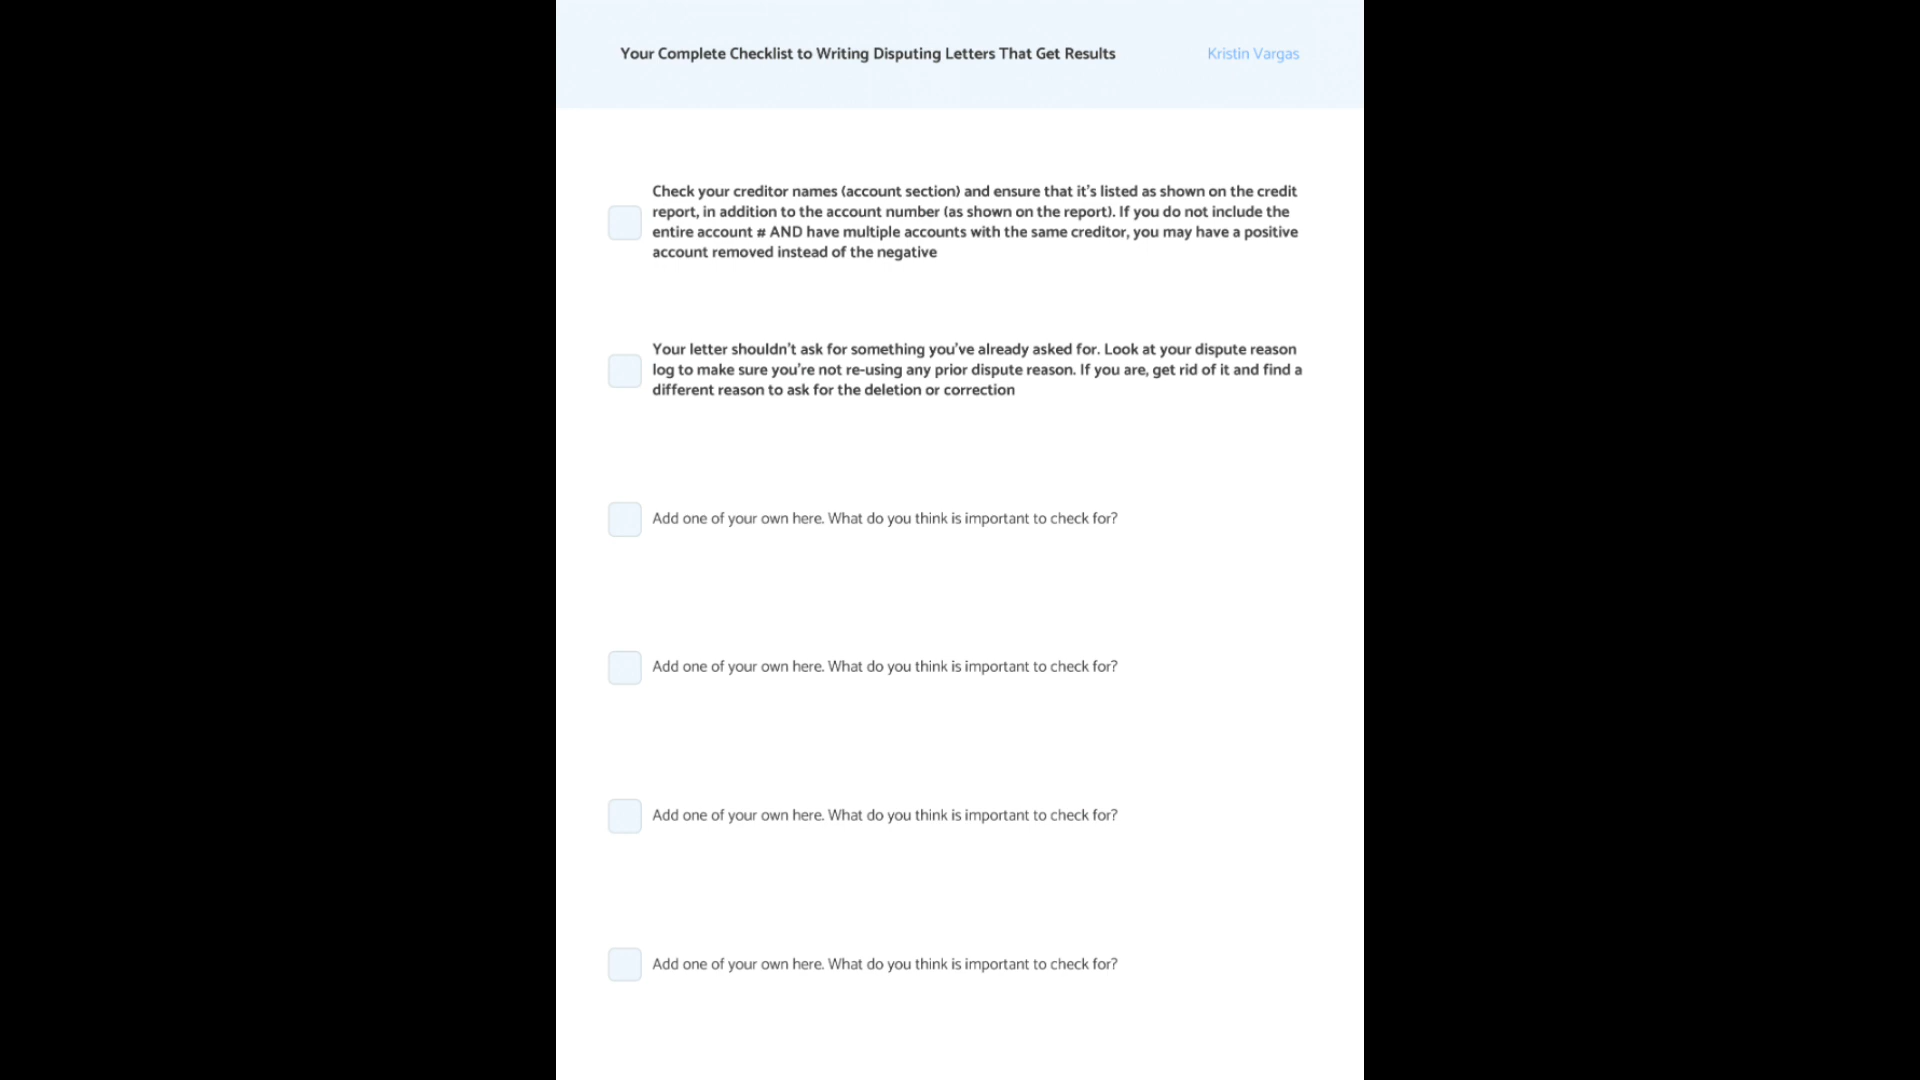 Your Complete Checklist to Writing Disputing Letters That Get Results
Kristin Vargas
Check your creditor names (account section) and ensure that it's listed as shown on the credit
report, in addition to the account number (as shown on the report). If you do not include the
entire account # AND have multiple accounts with the same creditor, you may have a positive
account removed instead of the negative
Your letter shouldn't ask for something you've already asked for. Look at your dispute reason
log to make sure you're not re-using any prior dispute reason. If you are, get rid of it and find a
different reason to ask for the deletion or correction
Add one of your own here. What do you think is important to check for?
Add one of your own here. What do you think is important to check for?
Add one of your own here. What do you think is important to check for?
Add one of your own here. What do you think is important to check for?